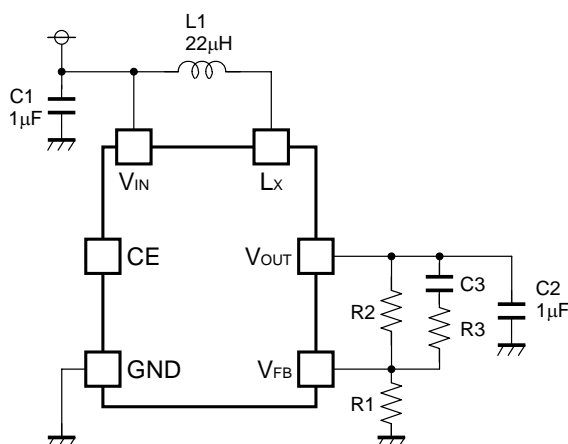 L1
22μH
C1
1μF
VIN
LX
CE
VOUT
C3
C2
1μF
R2
R3
GND
VFB
R1